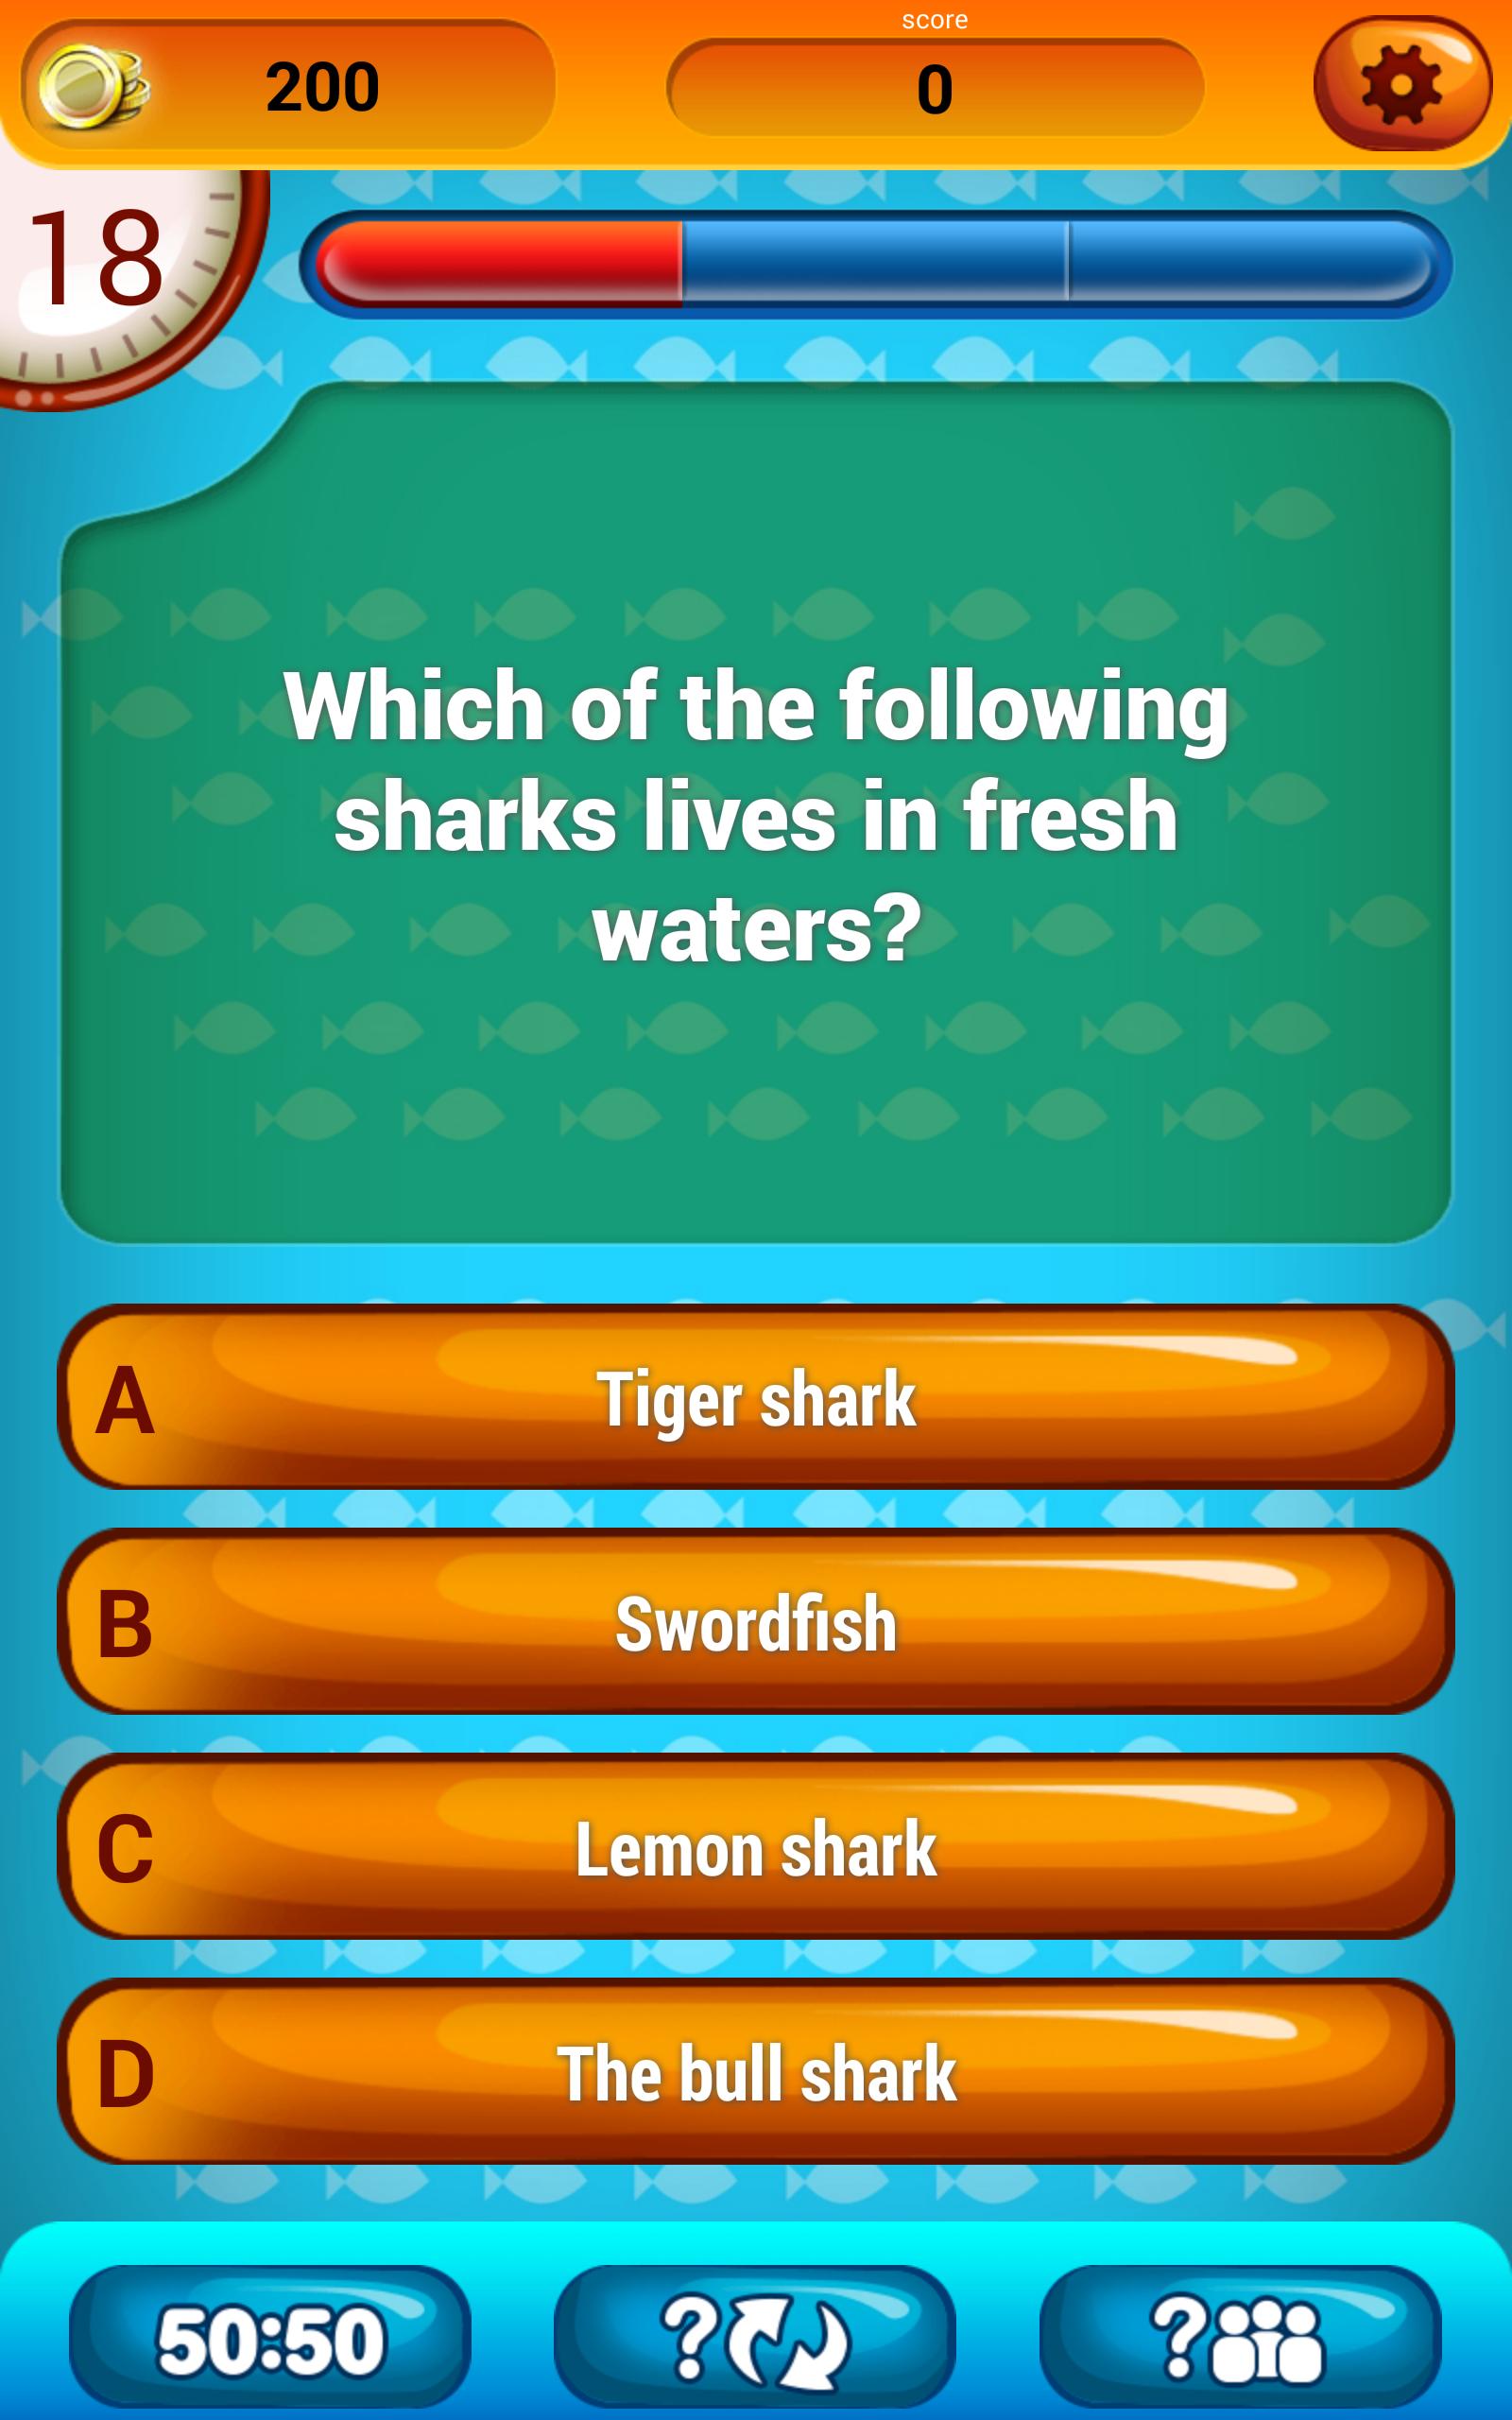 score
200
0
18
Which of the following
sharks lives in fresh
waters?
A
Tiger shark
B
Swordfish
C
Lemon shark
D
The bull shark
50:50
?
?